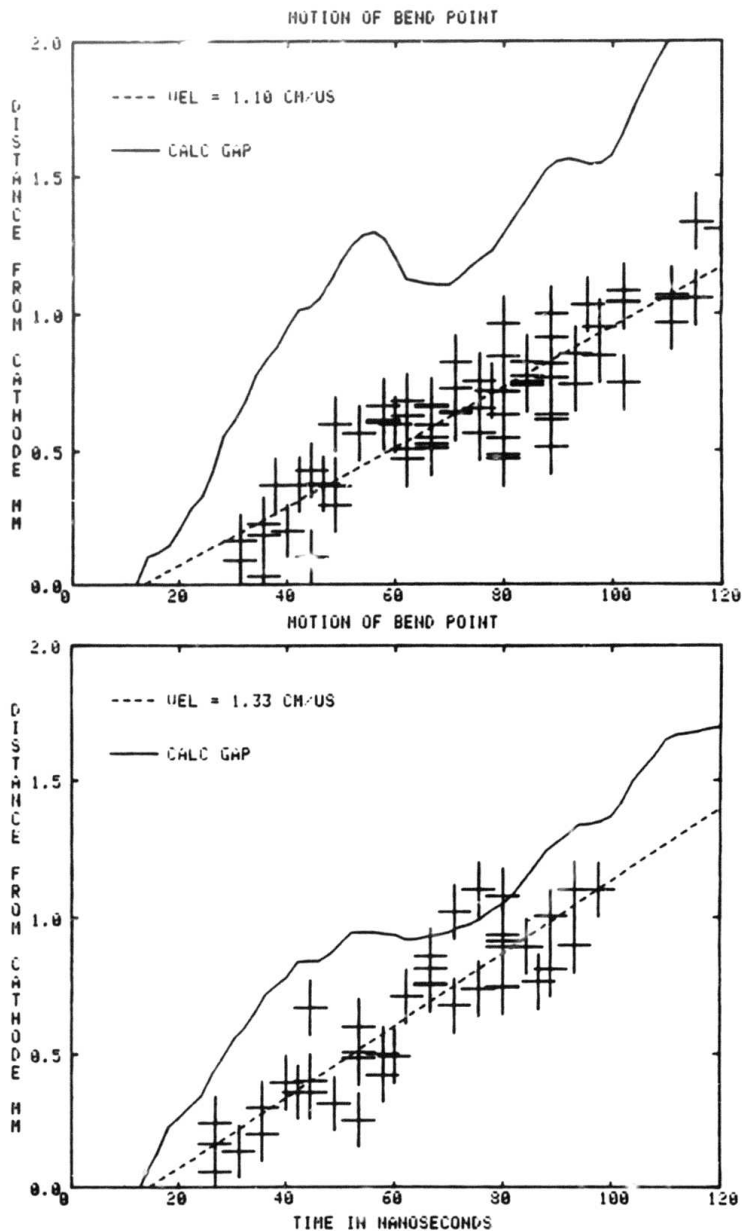 MOTION OF BEND POINT
2.0
---- VEL = 1.10 CM/US
—— CALC GAP
1.5
DISTANCE FROM CATHODE MM
1.0
0.5
0.0
0 20 40 60 80 100 120
MOTION OF BEND POINT
2.0
---- VEL = 1.33 CM/US
—— CALC GAP
1.5
DISTANCE FROM CATHODE MM
1.0
0.5
0.0
0 20 40 60 80 100 120
TIME IN NANOSECONDS